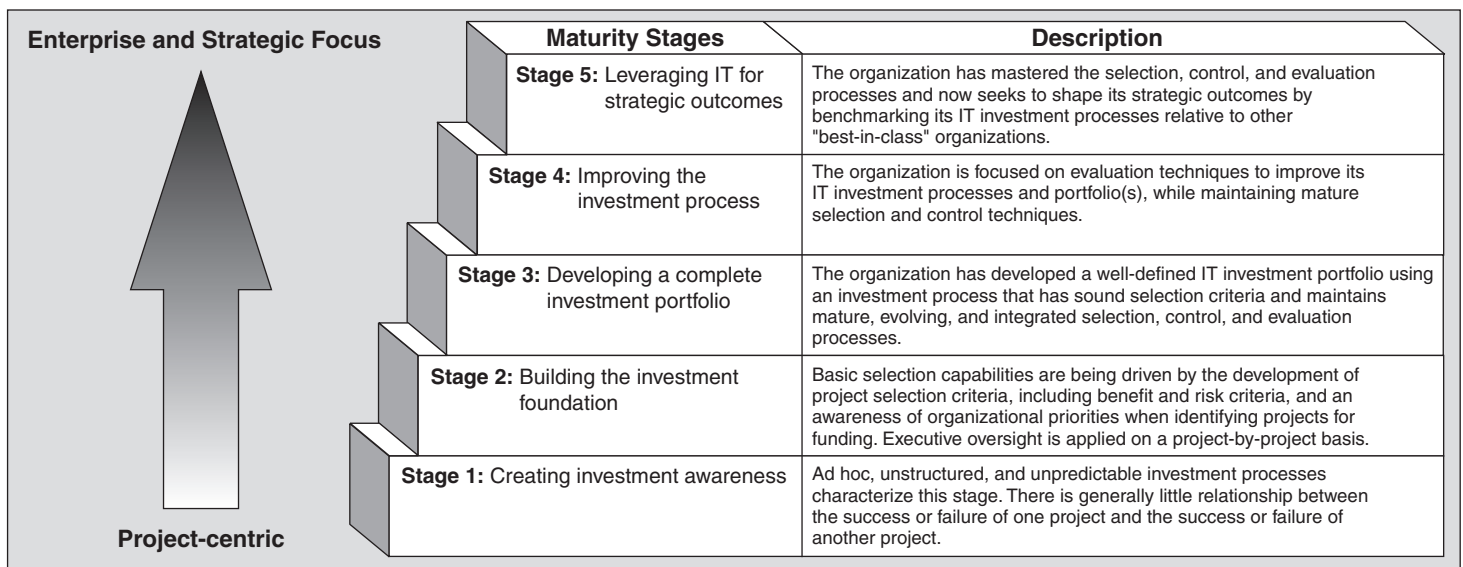 Enterprise and Strategic Focus
Project-centric
Maturity Stages
Description
Stage 5: Leveraging IT for
strategic outcomes
The organization has mastered the selection, control, and evaluation
processes and now seeks to shape its strategic outcomes by
benchmarking its IT investment processes relative to other
"best-in-class" organizations.
Stage 4: Improving the
investment process
The organization is focused on evaluation techniques to improve its
IT investment processes and portfolio(s), while maintaining mature
selection and control techniques.
Stage 3: Developing a complete
investment portfolio
The organization has developed a well-defined IT investment portfolio using
an investment process that has sound selection criteria and maintains
mature, evolving, and integrated selection, control, and evaluation
processes.
Stage 2: Building the investment
foundation
Basic selection capabilities are being driven by the development of
project selection criteria, including benefit and risk criteria, and an
awareness of organizational priorities when identifying projects for
funding. Executive oversight is applied on a project-by-project basis.
Stage 1: Creating investment awareness
Ad hoc, unstructured, and unpredictable investment processes
characterize this stage. There is generally little relationship between
the success or failure of one project and the success or failure of
another project.